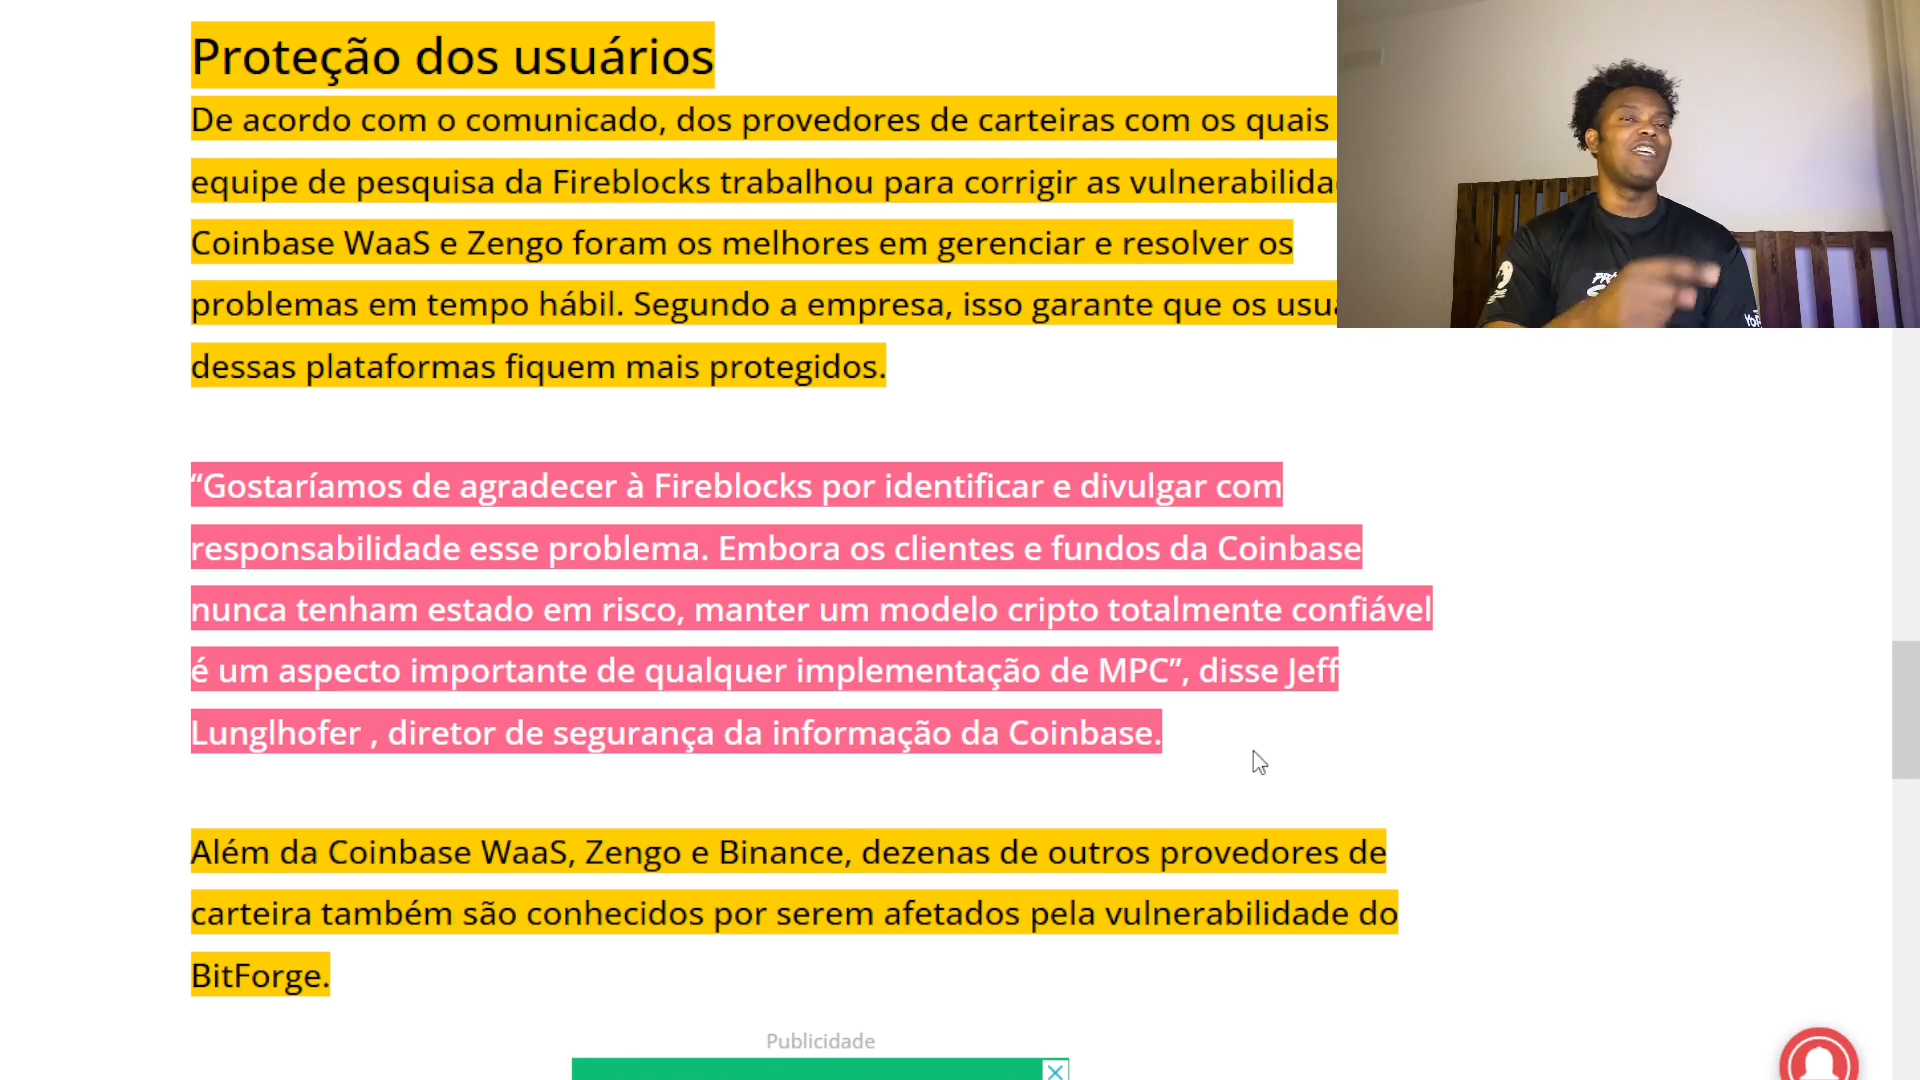 Proteção dos usuários
De acordo com o comunicado, dos provedores de carteiras com os quais
equipe de pesquisa da Fireblocks trabalhou para corrigir as
Coinbase WaaS e Zengo foram os melhores em gerenciar e resolver os
problemas em tempo hábil. Segundo a empresa, isso garante que os
dessas plataformas fiquem mais protegidos.
“Gostaríamos de agradecer à Fireblocks por identificar e divulgar com
responsabilidade esse problema. Embora os clientes e fundos da Coinbase
nunca tenham estado em risco, manter um modelo cripto totalmente confiável
é um aspecto importante de qualquer implementação de MPC”, disse Jeff
Lunglhofer , diretor de segurança da informação da Coinbase.
Além da Coinbase WaaS, Zengo e Binance, dezenas de outros provedores de
carteira também são conhecidos por serem afetados pela vulnerabilidade do
BitForge.
Publicidade